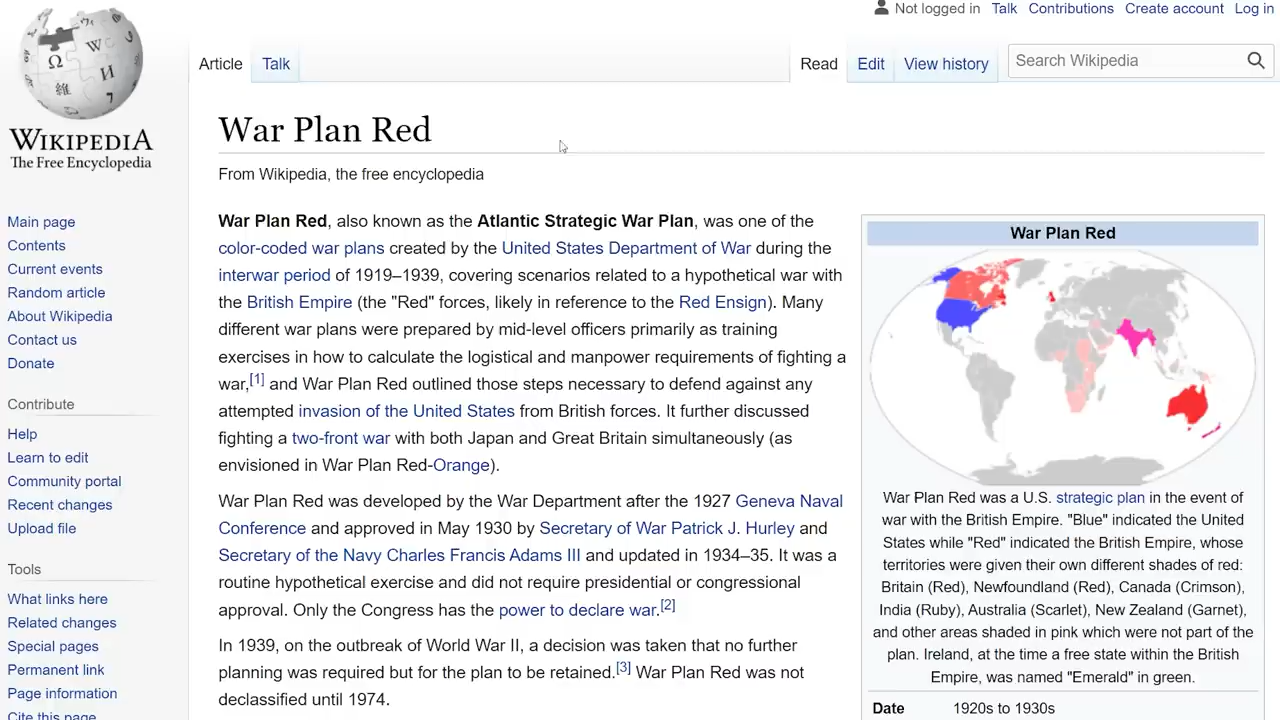 Not logged in Talk Contributions Create account Log in
Article Talk Read Edit View history Search Wikipedia
WIKIPEDIA
The Free Encyclopedia
Main page
Contents
Current events
Random article
About Wikipedia
Contact us
Donate
Contribute
Help
Learn to edit
Community portal
Recent changes
Upload file
Tools
What links here
Related changes
Special pages
Permanent link
Page information
Cite this page
War Plan Red
From Wikipedia, the free encyclopedia
War Plan Red, also known as the Atlantic Strategic War Plan, was one of the
color-coded war plans created by the United States Department of War during the
interwar period of 1919–1939, covering scenarios related to a hypothetical war with
the British Empire (the "Red" forces, likely in reference to the Red Ensign). Many
different war plans were prepared by mid-level officers primarily as training
exercises in how to calculate the logistical and manpower requirements of fighting a
war,[1] and War Plan Red outlined those steps necessary to defend against any
attempted invasion of the United States from British forces. It further discussed
fighting a two-front war with both Japan and Great Britain simultaneously (as
envisioned in War Plan Red-Orange).
War Plan Red was developed by the War Department after the 1927 Geneva Naval
Conference and approved in May 1930 by Secretary of War Patrick J. Hurley and
Secretary of the Navy Charles Francis Adams III and updated in 1934–35. It was a
routine hypothetical exercise and did not require presidential or congressional
approval. Only the Congress has the power to declare war.[2]
In 1939, on the outbreak of World War II, a decision was taken that no further
planning was required but for the plan to be retained.[3] War Plan Red was not
declassified until 1974.
War Plan Red
War Plan Red was a U.S. strategic plan in the event of
war with the British Empire. "Blue" indicated the United
States while "Red" indicated the British Empire, whose
territories were given their own different shades of red:
Britain (Red), Newfoundland (Red), Canada (Crimson),
India (Ruby), Australia (Scarlet), New Zealand (Garnet),
and other areas shaded in pink which were not part of the
plan. Ireland, at the time a free state within the British
Empire, was named "Emerald" in green.
Date 1920s to 1930s